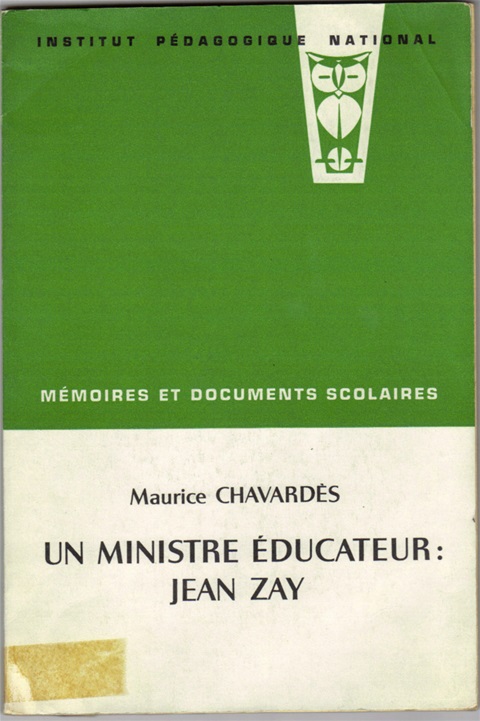 INSTITUT PÉDAGOGIQUE NATIONAL
MÉMOIRES ET DOCUMENTS SCOLAIRES
Maurice CHAVARDÈS
UN MINISTRE ÉDUCATEUR:
JEAN ZAY